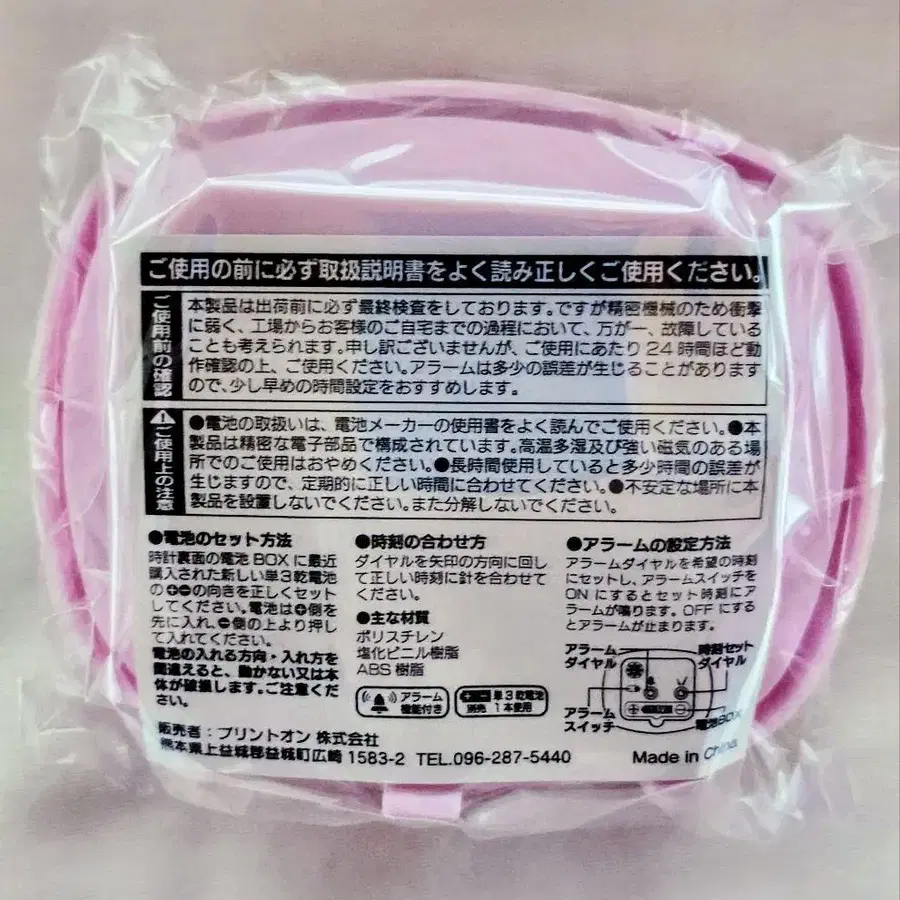 ご使用の前に必ず取扱説明書をよく読み正しくご使用ください。
ご使用前の確認
本製品は出荷前に必ず最終検査をしております。ですが精密機械のため衝撃
に弱く、工場からお客様のご自宅までの過程において、万が一、故障している
ことも考えられます。申し訳ございませんが、ご使用にあたり24時間ほど動
作確認の上、ご使用ください。アラームは多少の誤差が生じることがあります
ので、少し早めの時間設定をおすすめします。
ご使用上の注意
●電池の取扱いは、電池メーカーの使用書をよく読んでご使用ください。●本
製品は精密な電子部品で構成されています。高温多湿及び強い磁気のある場
所でのご使用はおやめください。●長時間使用していると多少時間の誤差が
生じますので、定期的に正しい時間に合わせてください。●不安定な場所に本
製品を設置しないでください。また分解しないでください。
●電池のセット方法
時計裏面の電池BOXに最近
購入された新しい単3乾電池
の⊕⊖の向きを正しくセット
してください。電池は⊕側を
先に入れ、⊖側の上より押し
て入れてください。
電池の入れる方向・入れ方を
間違えると、動かない又は本
体が破損します。ご注意くだ
さい。
●時刻の合わせ方
ダイヤルを矢印の方向に回し
て正しい時刻に針を合わせて
ください。
●主な材質
ポリスチレン
塩化ビニル樹脂
ABS樹脂
アラーム
機能付き
単3乾電池
別売 1本使用
●アラームの設定方法
アラームダイヤルを希望の時刻
にセットし、アラームスイッチを
ONにするとセット時刻にア
ラームが鳴ります。OFFにする
とアラームが止まります。
アラーム
ダイヤル
時刻セット
ダイヤル
アラーム
スイッチ
電池BOX
販売者：プリントオン株式会社
熊本県上益城郡益城町広崎1583-2 TEL.096-287-5440
Made in China